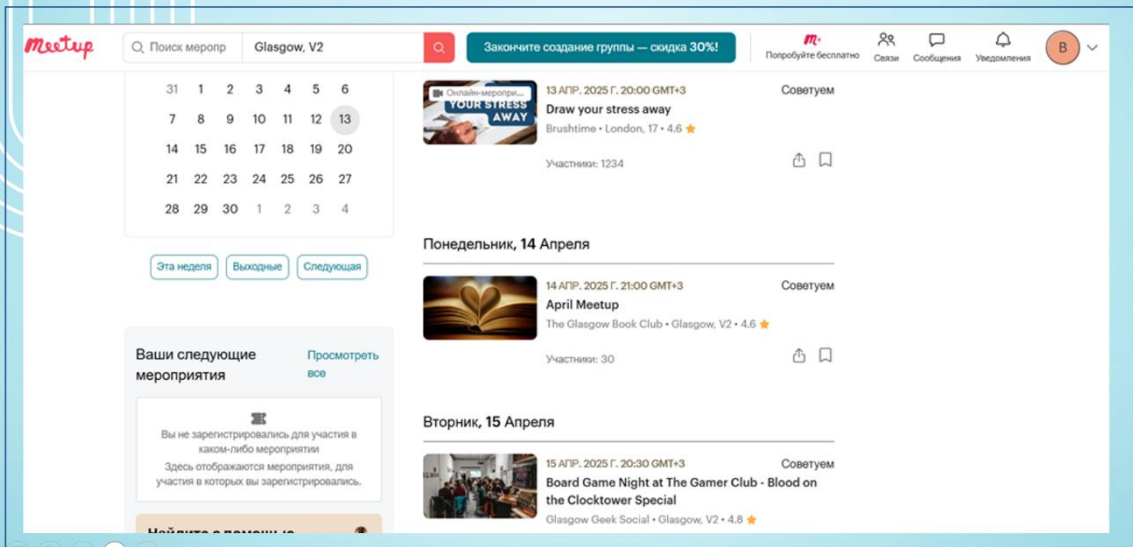 meetup
Поиск меропр
Glasgow, V2
Закончите создание группы — скидка 30%!
Попробуйте бесплатно
Связи
Сообщения
Уведомления
В
31 1 2 3 4 5 6
7 8 9 10 11 12 13
14 15 16 17 18 19 20
21 22 23 24 25 26 27
28 29 30 1 2 3 4
Эта неделя
Выходные
Следующая
Ваши следующие
мероприятия
Просмотреть
все
Вы не зарегистрировались для участия в
каком-либо мероприятии
Здесь отображаются мероприятия, для
участия в которых вы зарегистрировались.
Онлайн-меропри...
YOUR STRESS
AWAY
13 АПР. 2025 Г. 20:00 GMT+3
Советуем
Draw your stress away
Brushtime • London, 17 • 4.6
Участники: 1234
Понедельник, 14 Апреля
14 АПР. 2025 Г. 21:00 GMT+3
Советуем
April Meetup
The Glasgow Book Club • Glasgow, V2 • 4.6
Участники: 30
Вторник, 15 Апреля
15 АПР. 2025 Г. 20:30 GMT+3
Советуем
Board Game Night at The Gamer Club - Blood on
the Clocktower Special
Glasgow Geek Social • Glasgow, V2 • 4.8